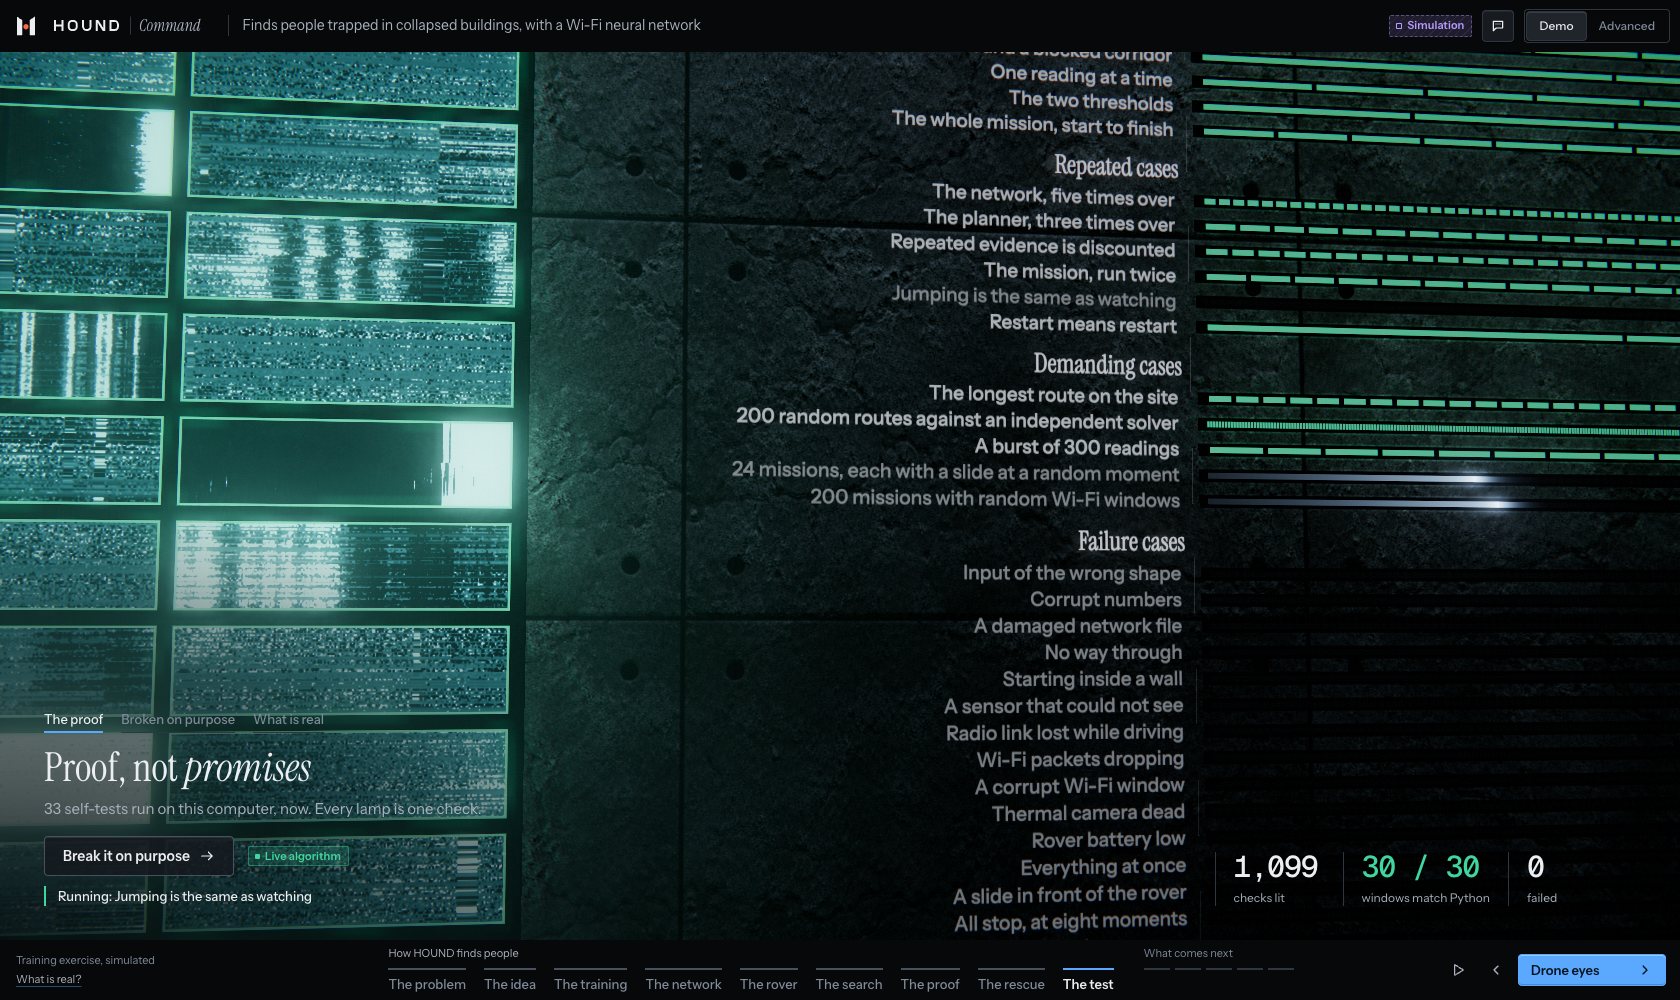 HOUND Command
Finds people trapped in collapsed buildings, with a Wi-Fi neural network
Simulation
Demo
Advanced
and a blocked corridor
One reading at a time
The two thresholds
The whole mission, start to finish
Repeated cases
The network, five times over
The planner, three times over
Repeated evidence is discounted
The mission, run twice
Jumping is the same as watching
Restart means restart
Demanding cases
The longest route on the site
200 random routes against an independent solver
A burst of 300 readings
24 missions, each with a slide at a random moment
200 missions with random Wi-Fi windows
Failure cases
Input of the wrong shape
Corrupt numbers
A damaged network file
No way through
Starting inside a wall
A sensor that could not see
Radio link lost while driving
Wi-Fi packets dropping
A corrupt Wi-Fi window
Thermal camera dead
Rover battery low
Everything at once
A slide in front of the rover
All stop, at eight moments
The proof
Broken on purpose
What is real
Proof, not promises
33 self-tests run on this computer, now. Every lamp is one check.
Break it on purpose →
Live algorithm
Running: Jumping is the same as watching
1,099
checks lit
30 / 30
windows match Python
0
failed
Training exercise, simulated
What is real?
How HOUND finds people
The problem
The idea
The training
The network
The rover
The search
The proof
The rescue
The test
What comes next
Drone eyes